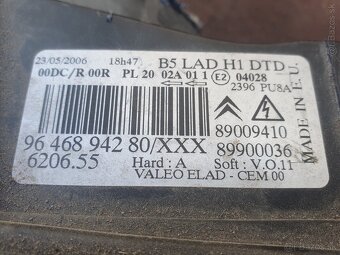 23/05/2006 18h47 B5 LAD H1 DTD
00DC/R 00R PL 20 02A 01 1 E2 04028
2396 PU8A
MADE IN E.U.
96 468 942 80/XXX 89009410
6206.55 89900036
Hard : A Soft : V.O.11
VALEO ELAD - CEM 00